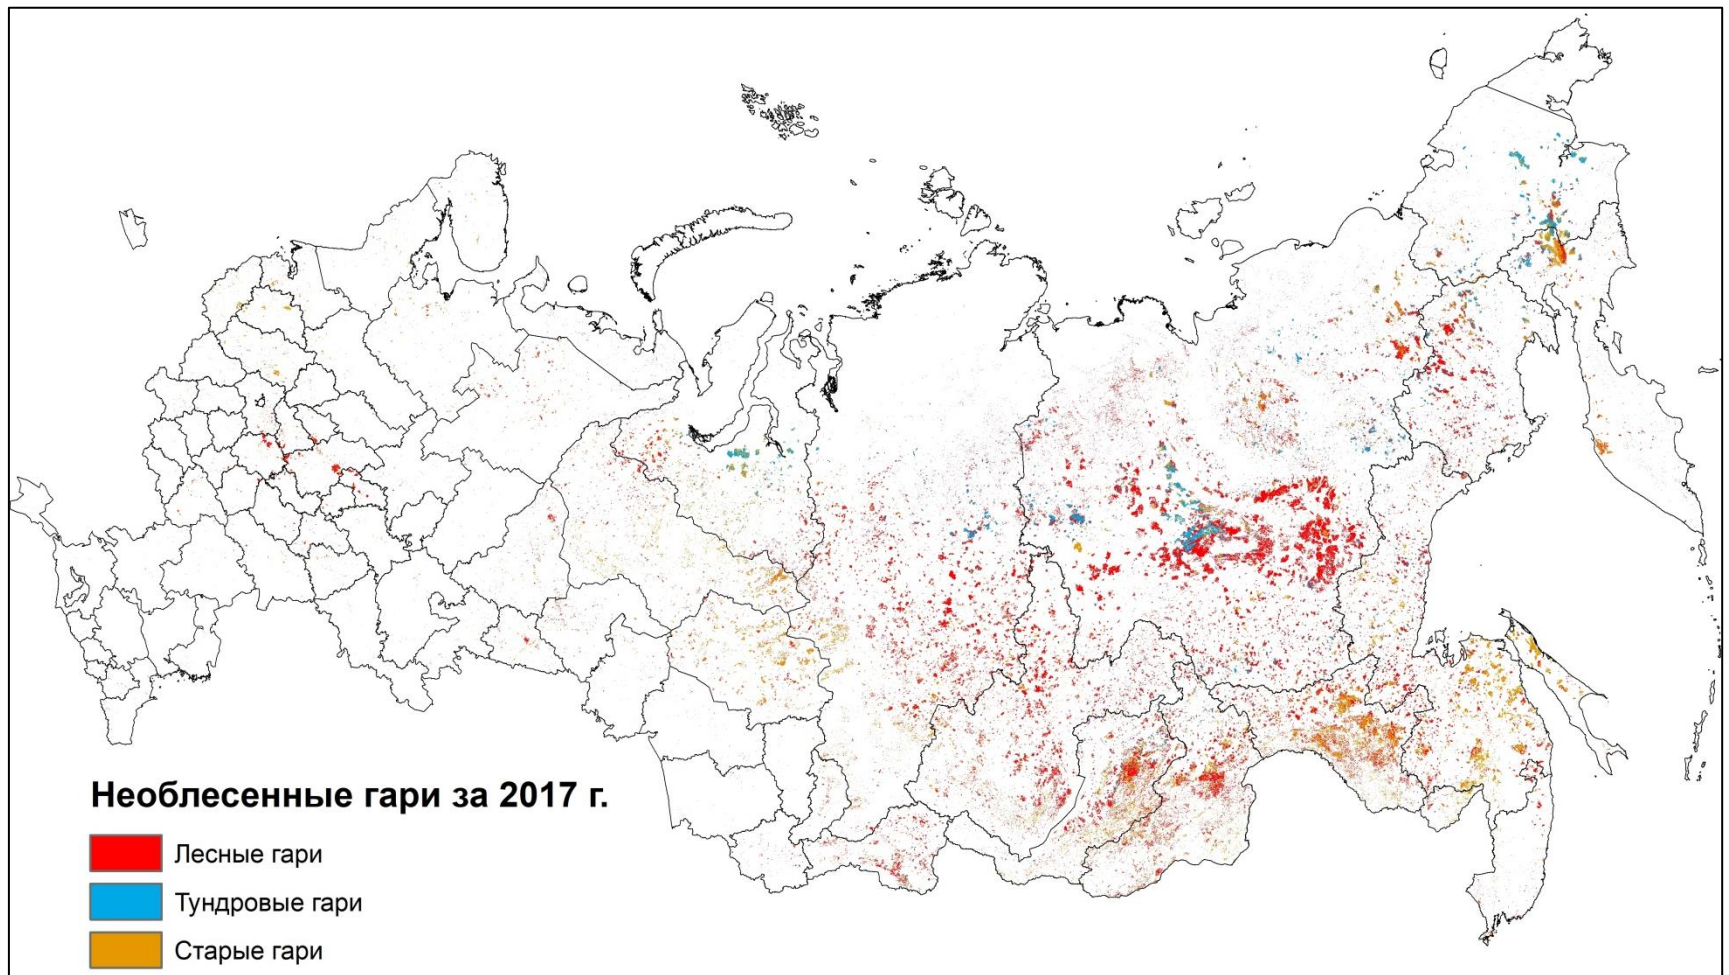 Необлесенные гари за 2017 г.
Лесные гари
Тундровые гари
Старые гари